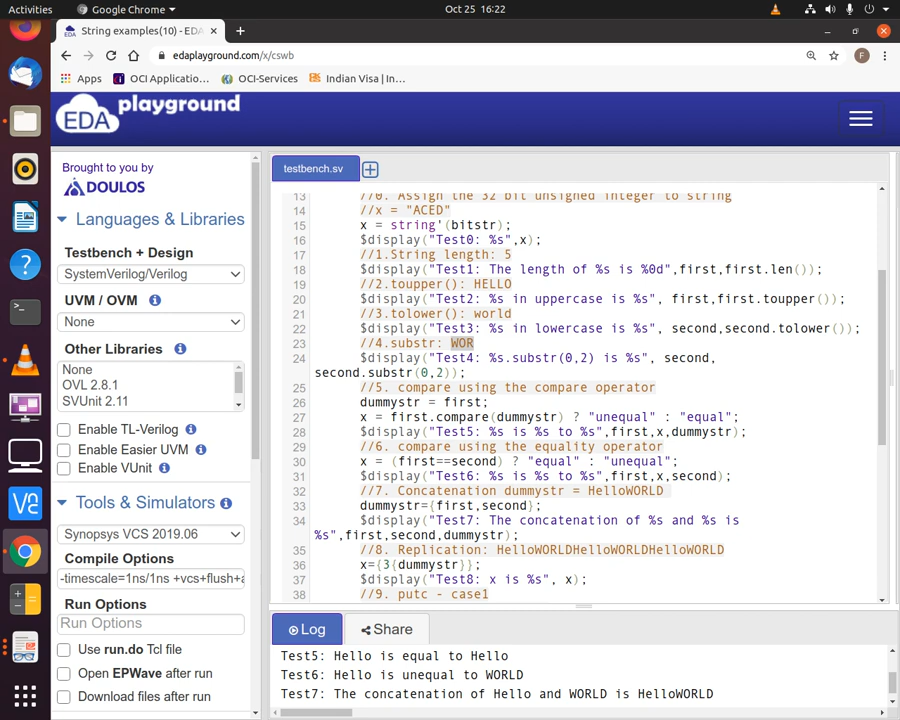 Activities
Google Chrome
Oct 25 16:22
String examples(10) - EDA
edaplayground.com/x/cswb
F
Apps
OCI Applicatio...
OCI-Services
Indian Visa | In...
EDA playground
Brought to you by
DOULOS
Languages & Libraries
Testbench + Design
SystemVerilog/Verilog
UVM / OVM
None
Other Libraries
None
OVL 2.8.1
SVUnit 2.11
Enable TL-Verilog
Enable Easier UVM
Enable VUnit
Tools & Simulators
Synopsys VCS 2019.06
Compile Options
-timescale=1ns/1ns +vcs+flush+a
Run Options
Run Options
Use run.do Tcl file
Open EPWave after run
Download files after run
testbench.sv
13 //0. Assign the 32 bit unsigned integer to string
14 //x = "ACED"
15 x = string'(bitstr);
16 $display("Test0: %s",x);
17 //1.String length: 5
18 $display("Test1: The length of %s is %0d",first,first.len());
19 //2.toupper(): HELLO
20 $display("Test2: %s in uppercase is %s", first,first.toupper());
21 //3.tolower(): world
22 $display("Test3: %s in lowercase is %s", second,second.tolower());
23 //4.substr: WOR
24 $display("Test4: %s.substr(0,2) is %s", second,
second.substr(0,2));
25 //5. compare using the compare operator
26 dummystr = first;
27 x = first.compare(dummystr) ? "unequal" : "equal";
28 $display("Test5: %s is %s to %s",first,x,dummystr);
29 //6. compare using the equality operator
30 x = (first==second) ? "equal" : "unequal";
31 $display("Test6: %s is %s to %s",first,x,second);
32 //7. Concatenation dummystr = HelloWORLD
33 dummystr={first,second};
34 $display("Test7: The concatenation of %s and %s is
%s",first,second,dummystr);
35 //8. Replication: HelloWORLDHelloWORLDHelloWORLD
36 x={3{dummystr}};
37 $display("Test8: x is %s", x);
38 //9. putc - case1
Log
Share
Test5: Hello is equal to Hello
Test6: Hello is unequal to WORLD
Test7: The concatenation of Hello and WORLD is HelloWORLD